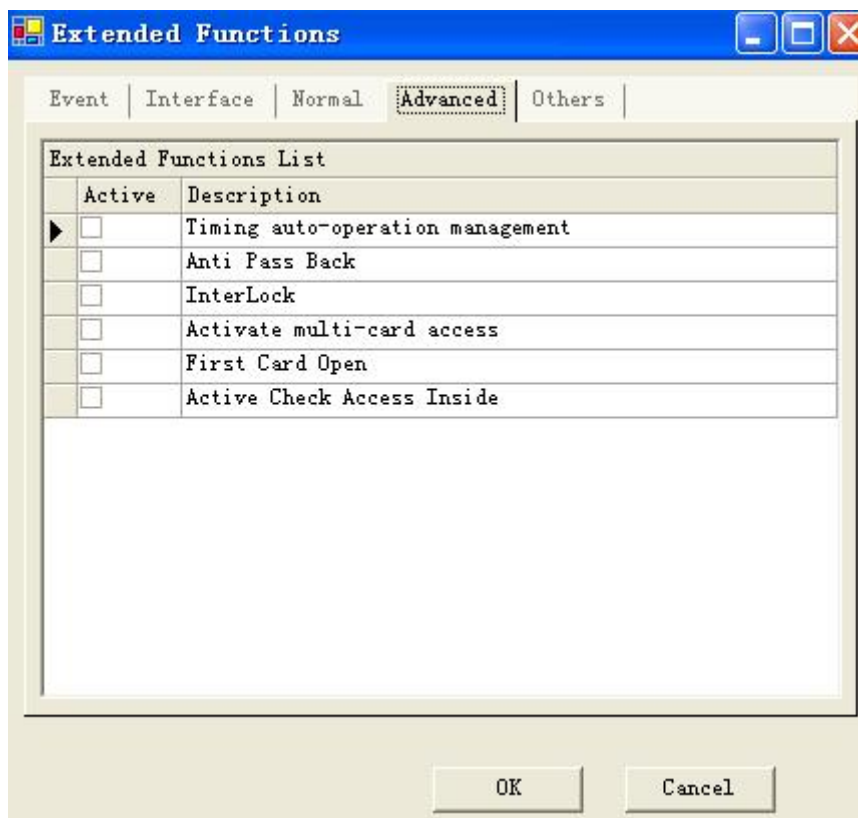 Extended Functions
Event Interface Normal Advanced Others
Extended Functions List
Active Description
Timing auto-operation management
Anti Pass Back
InterLock
Activate multi-card access
First Card Open
Active Check Access Inside
OK Cancel